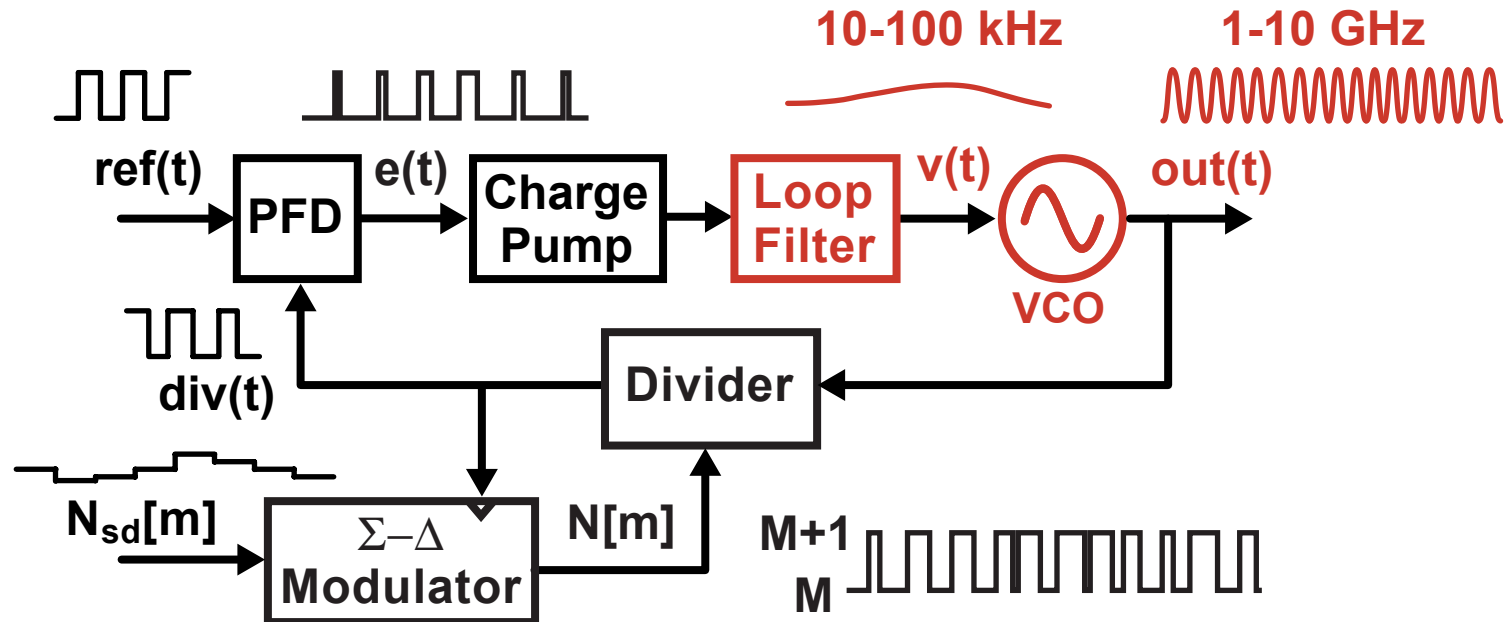 10-100 kHz
1-10 GHz
ref(t)
PFD
e(t)
Charge
Pump
Loop
Filter
v(t)
VCO
out(t)
div(t)
Divider
Nsd[m]
Σ−Δ
Modulator
N[m]
M+1
M